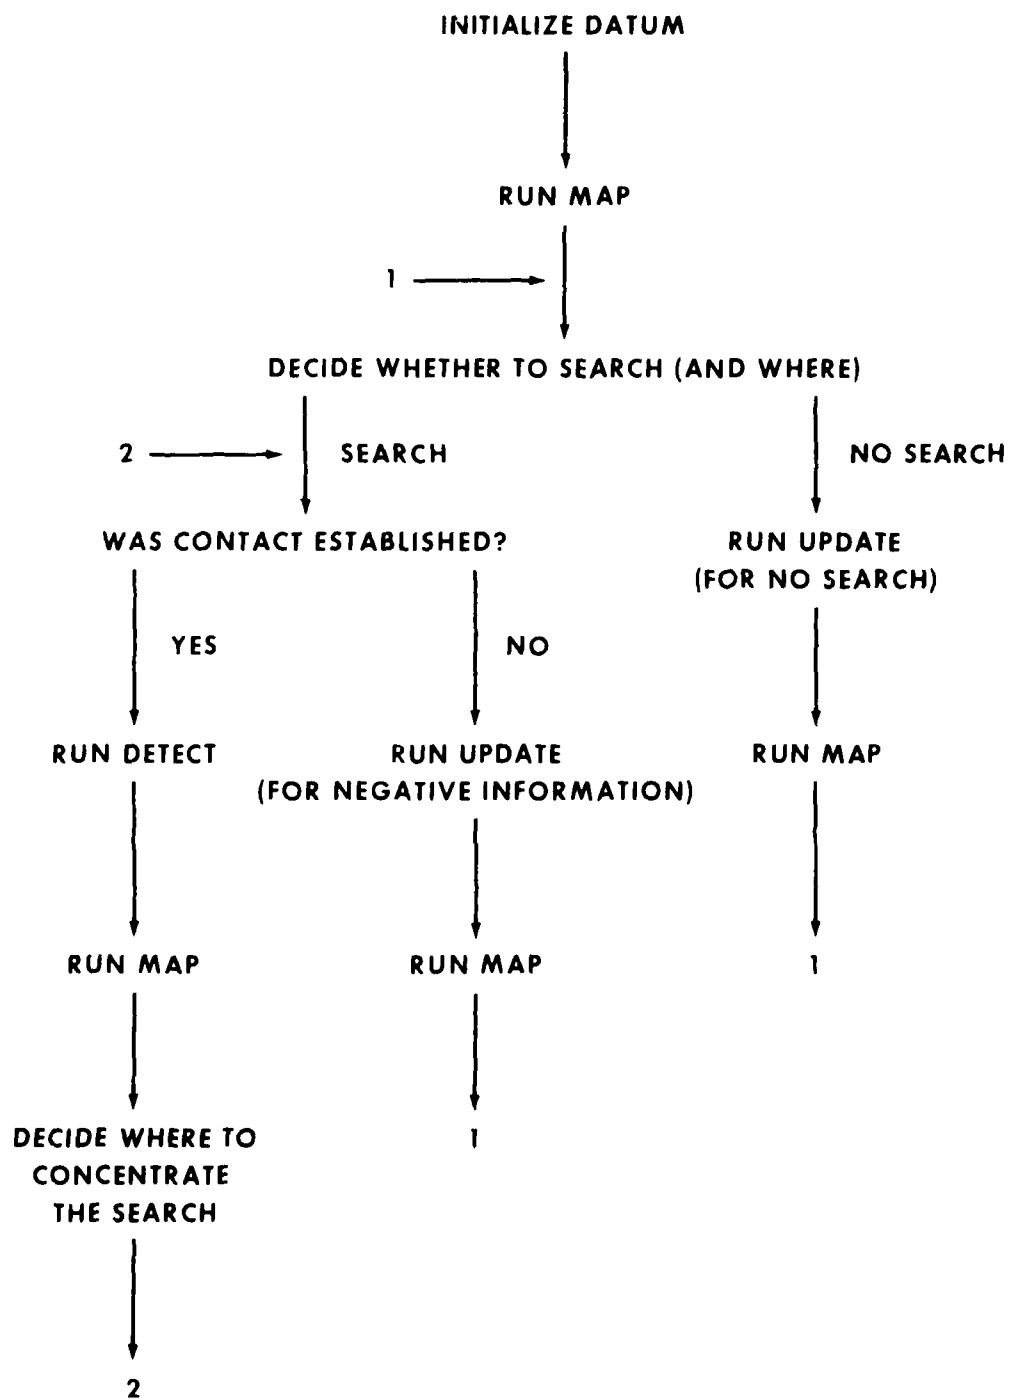 INITIALIZE DATUM
RUN MAP
1
DECIDE WHETHER TO SEARCH (AND WHERE)
2
SEARCH
NO SEARCH
WAS CONTACT ESTABLISHED?
RUN UPDATE
(FOR NO SEARCH)
YES
NO
RUN DETECT
RUN UPDATE
(FOR NEGATIVE INFORMATION)
RUN MAP
RUN MAP
RUN MAP
1
DECIDE WHERE TO
CONCENTRATE
THE SEARCH
1
2